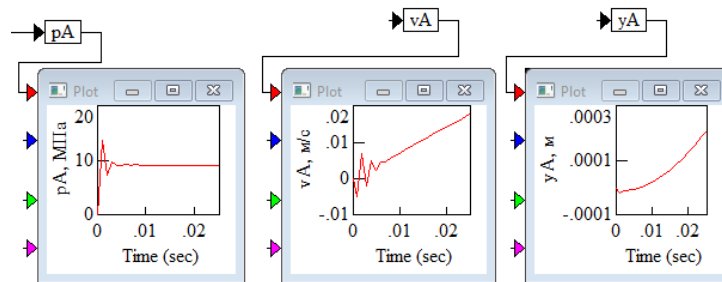 pA
vA
yA
Plot
20
10
0
pA, МПа
0
.01
.02
Time (sec)
Plot
.02
.01
0
-.01
vA, м/с
0
.01
.02
Time (sec)
Plot
.0003
.0001
-.0001
yA, м
0
.01
.02
Time (sec)